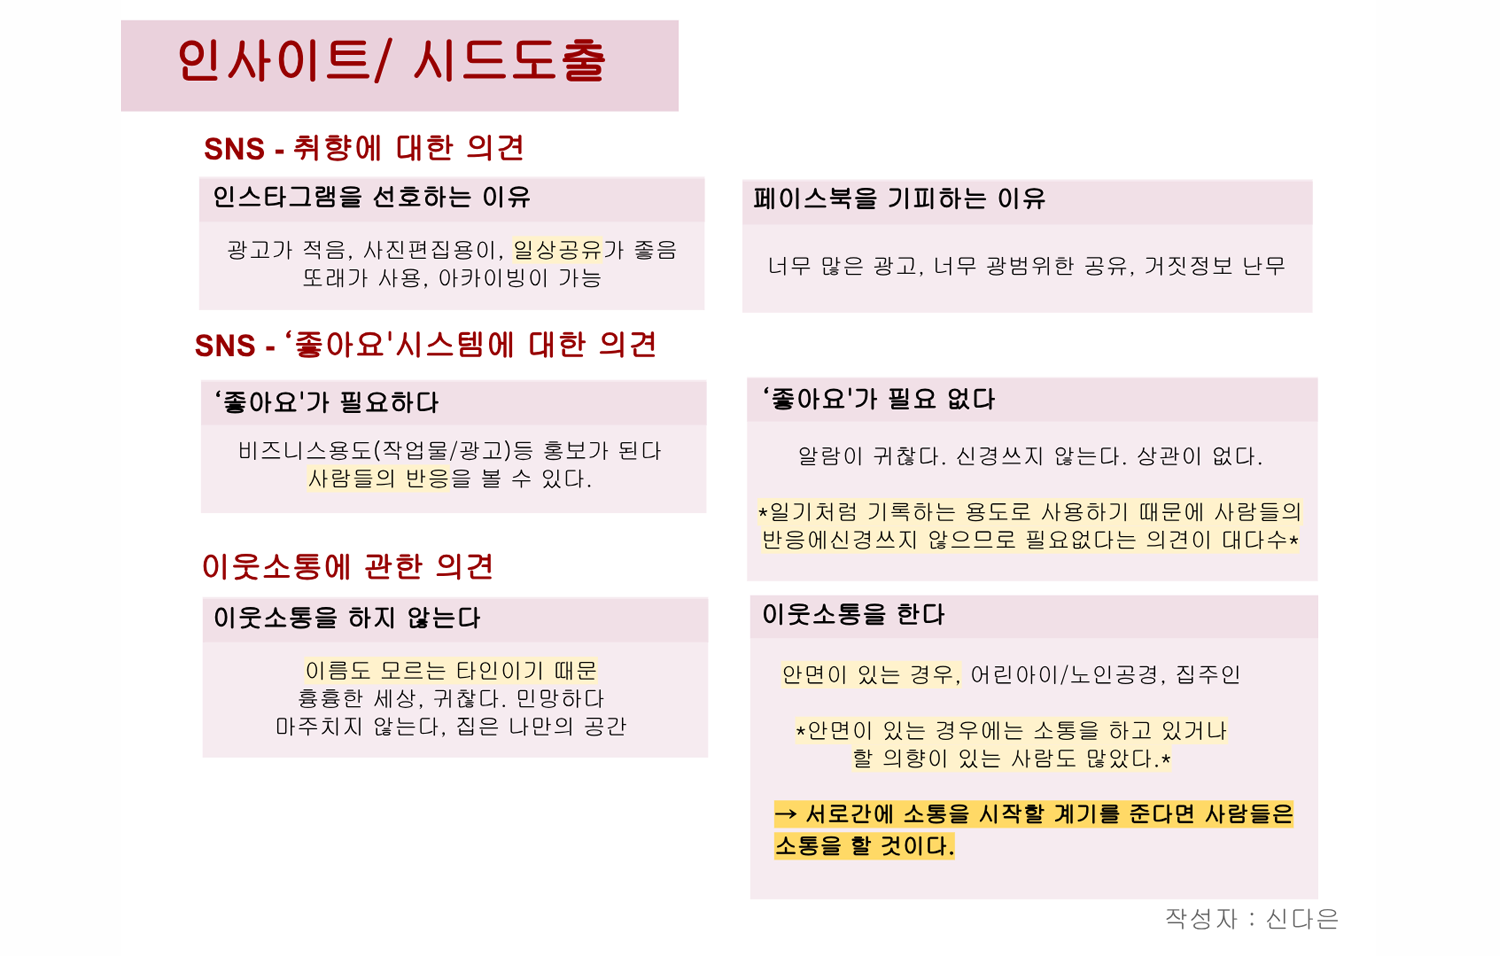 인사이트/ 시드도출
SNS - 취향에 대한 의견
인스타그램을 선호하는 이유
광고가 적음, 사진편집용이, 일상공유가 좋음
또래가 사용, 아카이빙이 가능
페이스북을 기피하는 이유
너무 많은 광고, 너무 광범위한 공유, 거짓정보 난무
SNS - ‘좋아요'시스템에 대한 의견
‘좋아요'가 필요하다
비즈니스용도(작업물/광고)등 홍보가 된다
사람들의 반응을 볼 수 있다.
‘좋아요'가 필요 없다
알람이 귀찮다. 신경쓰지 않는다. 상관이 없다.
*일기처럼 기록하는 용도로 사용하기 때문에 사람들의
반응에신경쓰지 않으므로 필요없다는 의견이 대다수*
이웃소통에 관한 의견
이웃소통을 하지 않는다
이름도 모르는 타인이기 때문
흉흉한 세상, 귀찮다. 민망하다
마주치지 않는다, 집은 나만의 공간
이웃소통을 한다
안면이 있는 경우, 어린아이/노인공경, 집주인
*안면이 있는 경우에는 소통을 하고 있거나
할 의향이 있는 사람도 많았다.*
→ 서로간에 소통을 시작할 계기를 준다면 사람들은
소통을 할 것이다.
작성자 : 신다은